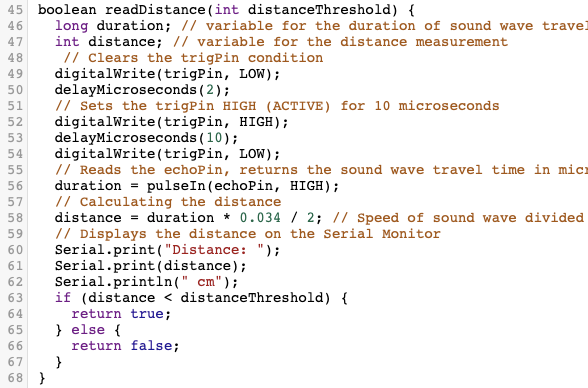 45 boolean readDistance(int distanceThreshold) {
46   long duration; // variable for the duration of sound wave travel
47   int distance; // variable for the distance measurement
48    // Clears the trigPin condition
49   digitalWrite(trigPin, LOW);
50   delayMicroseconds(2);
51   // Sets the trigPin HIGH (ACTIVE) for 10 microseconds
52   digitalWrite(trigPin, HIGH);
53   delayMicroseconds(10);
54   digitalWrite(trigPin, LOW);
55   // Reads the echoPin, returns the sound wave travel time in micr
56   duration = pulseIn(echoPin, HIGH);
57   // Calculating the distance
58   distance = duration * 0.034 / 2; // Speed of sound wave divided
59   // Displays the distance on the Serial Monitor
60   Serial.print("Distance: ");
61   Serial.print(distance);
62   Serial.println(" cm");
63   if (distance < distanceThreshold) {
64     return true;
65   } else {
66     return false;
67   }
68 }